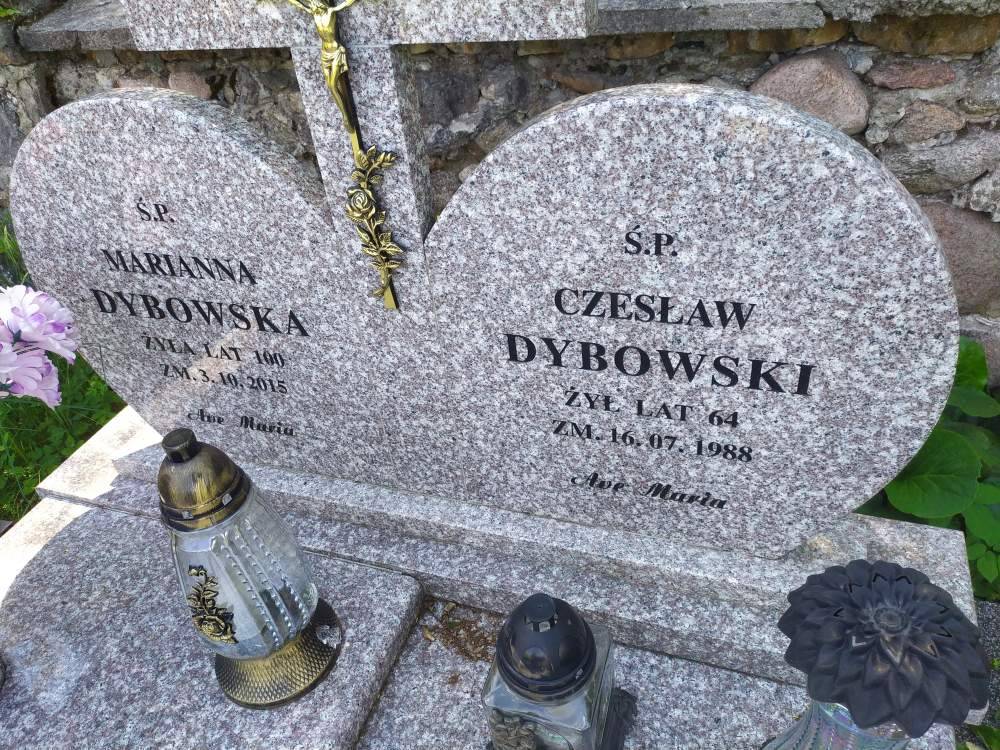 Ś.P.
MARIANNA
DYBOWSKA
ŻYŁA LAT 100
ZM. 3. 10. 2015
Ave Maria
Ś.P.
CZESŁAW
DYBOWSKI
ŻYŁ LAT 64
ZM. 16. 07. 1988
Ave Maria